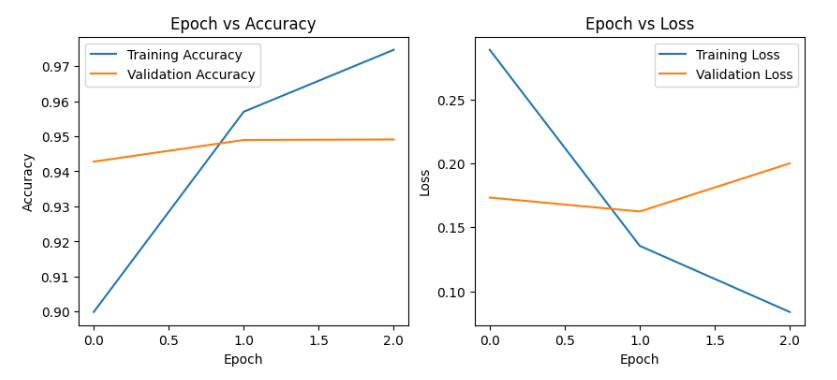 Epoch vs Accuracy
Training Accuracy
Validation Accuracy
0.97
0.96
0.95
0.94
0.93
0.92
0.91
0.90
Accuracy
0.0 0.5 1.0 1.5 2.0
Epoch
Epoch vs Loss
Training Loss
Validation Loss
0.25
0.20
0.15
0.10
Loss
0.0 0.5 1.0 1.5 2.0
Epoch